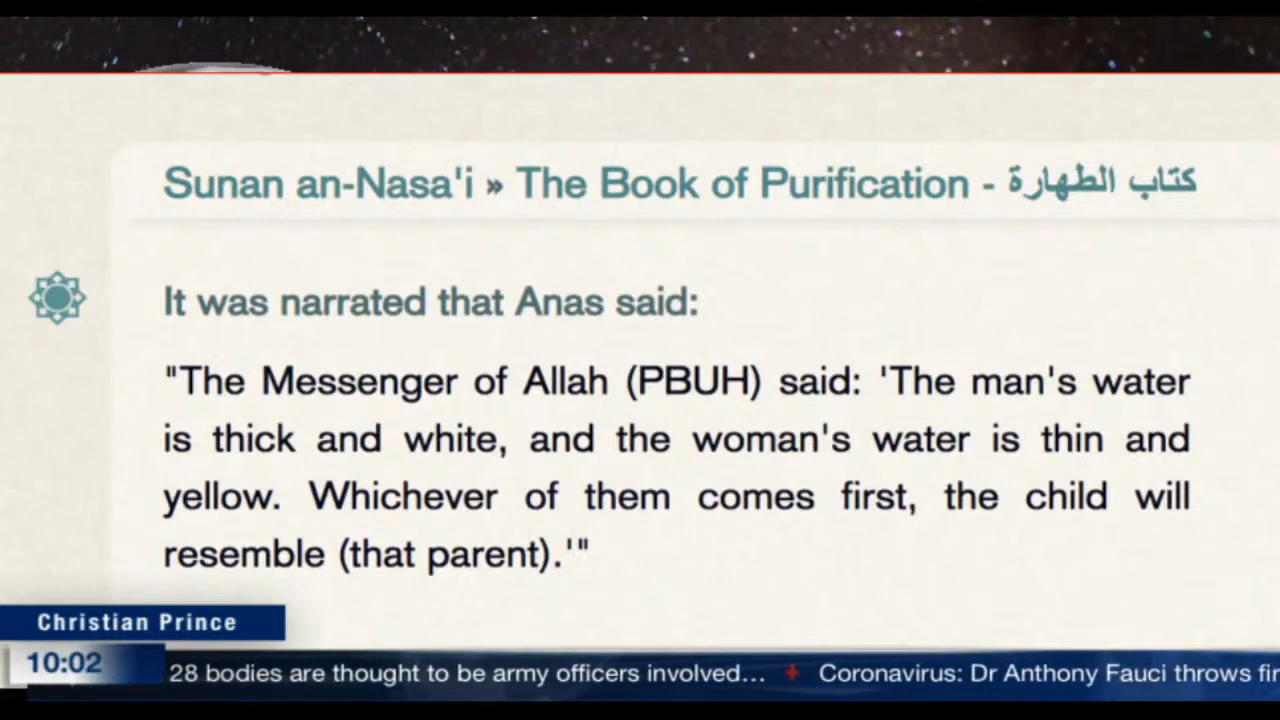 Sunan an-Nasa'i » The Book of Purification - كتاب الطهارة
It was narrated that Anas said:
"The Messenger of Allah (PBUH) said: 'The man's water
is thick and white, and the woman's water is thin and
yellow. Whichever of them comes first, the child will
resemble (that parent).'"
Christian Prince
10:02
28 bodies are thought to be army officers involved... Coronavirus: Dr Anthony Fauci throws fir